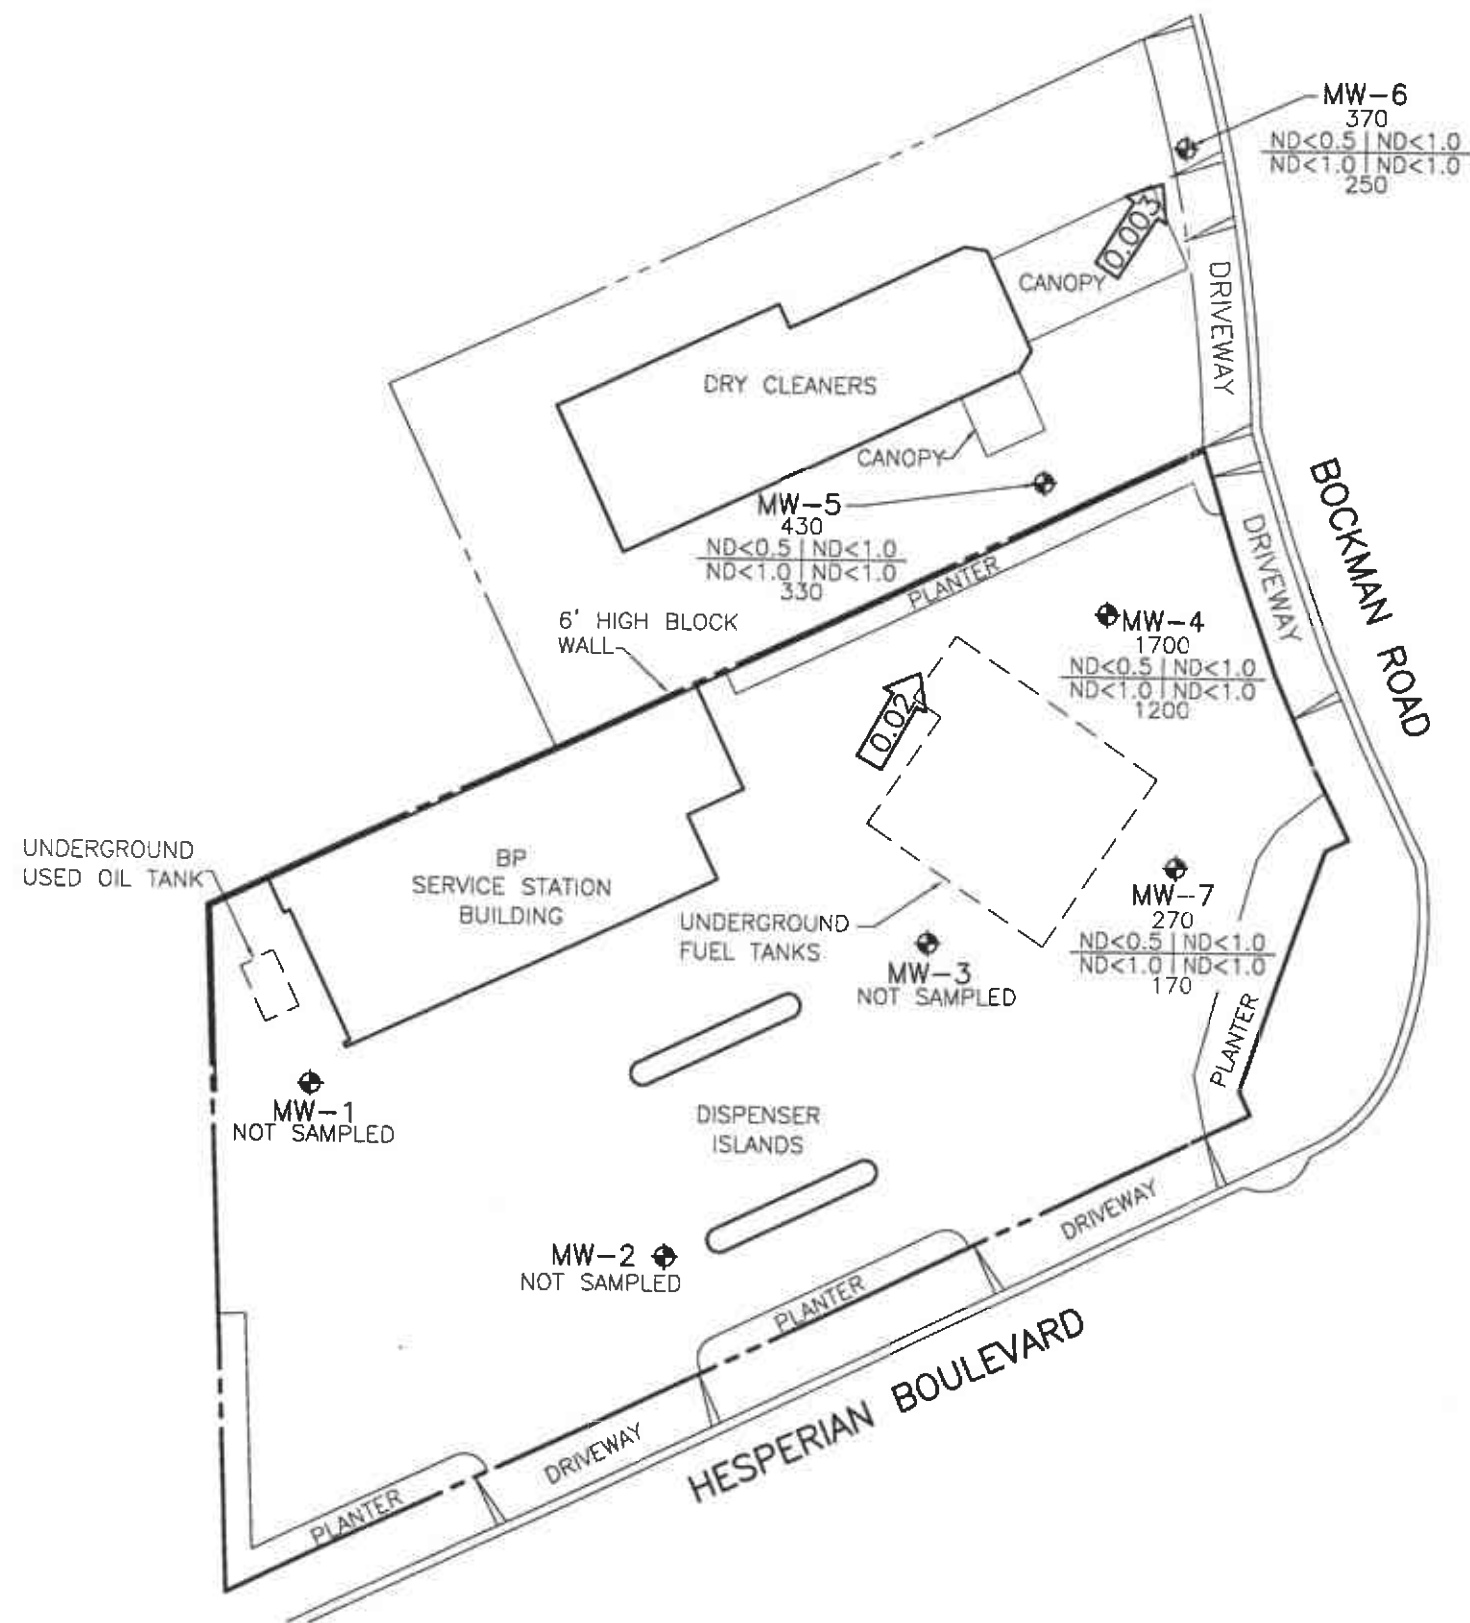 MW-6
370
ND<0.5 | ND<1.0
ND<1.0 | ND<1.0
250
0.003
CANOPY
DRIVEWAY
DRY CLEANERS
CANOPY
MW-5
430
ND<0.5 | ND<1.0
ND<1.0 | ND<1.0
330
BOCKMAN ROAD
DRIVEWAY
PLANTER
6' HIGH BLOCK
WALL
MW-4
1700
ND<0.5 | ND<1.0
ND<1.0 | ND<1.0
1200
0.02
UNDERGROUND
USED OIL TANK
BP
SERVICE STATION
BUILDING
UNDERGROUND
FUEL TANKS
MW-7
270
ND<0.5 | ND<1.0
ND<1.0 | ND<1.0
170
MW-3
NOT SAMPLED
PLANTER
MW-1
NOT SAMPLED
DISPENSER
ISLANDS
MW-2
NOT SAMPLED
DRIVEWAY
PLANTER
HESPERIAN BOULEVARD
DRIVEWAY
PLANTER